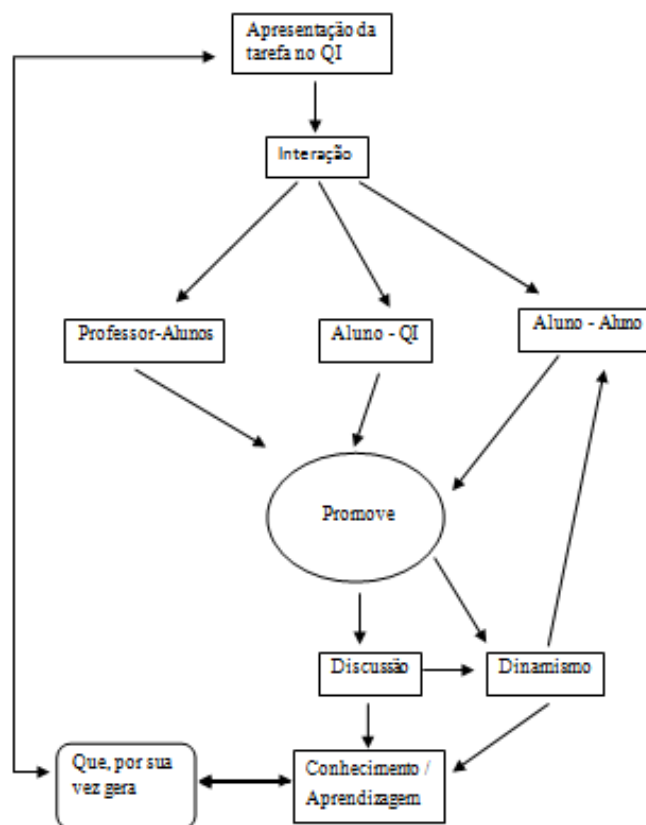 Apresentação da
tarefa no QI
Interação
Professor-Alunos
Aluno - QI
Aluno - Aluno
Promove
Discussão
Dinamismo
Que, por sua
vez gera
Conhecimento /
Aprendizagem